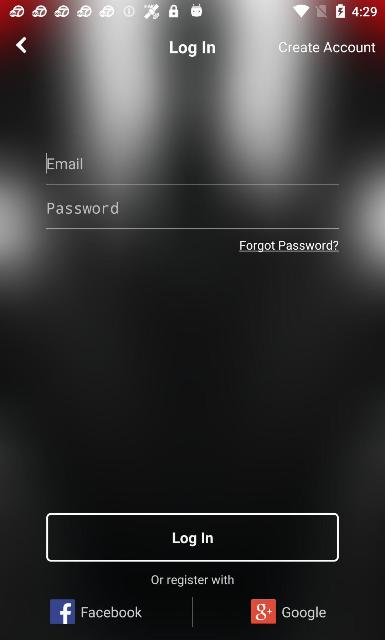 4:29
Log In
Create Account
Email
Password
Forgot Password?
Log In
Or register with
Facebook
Google